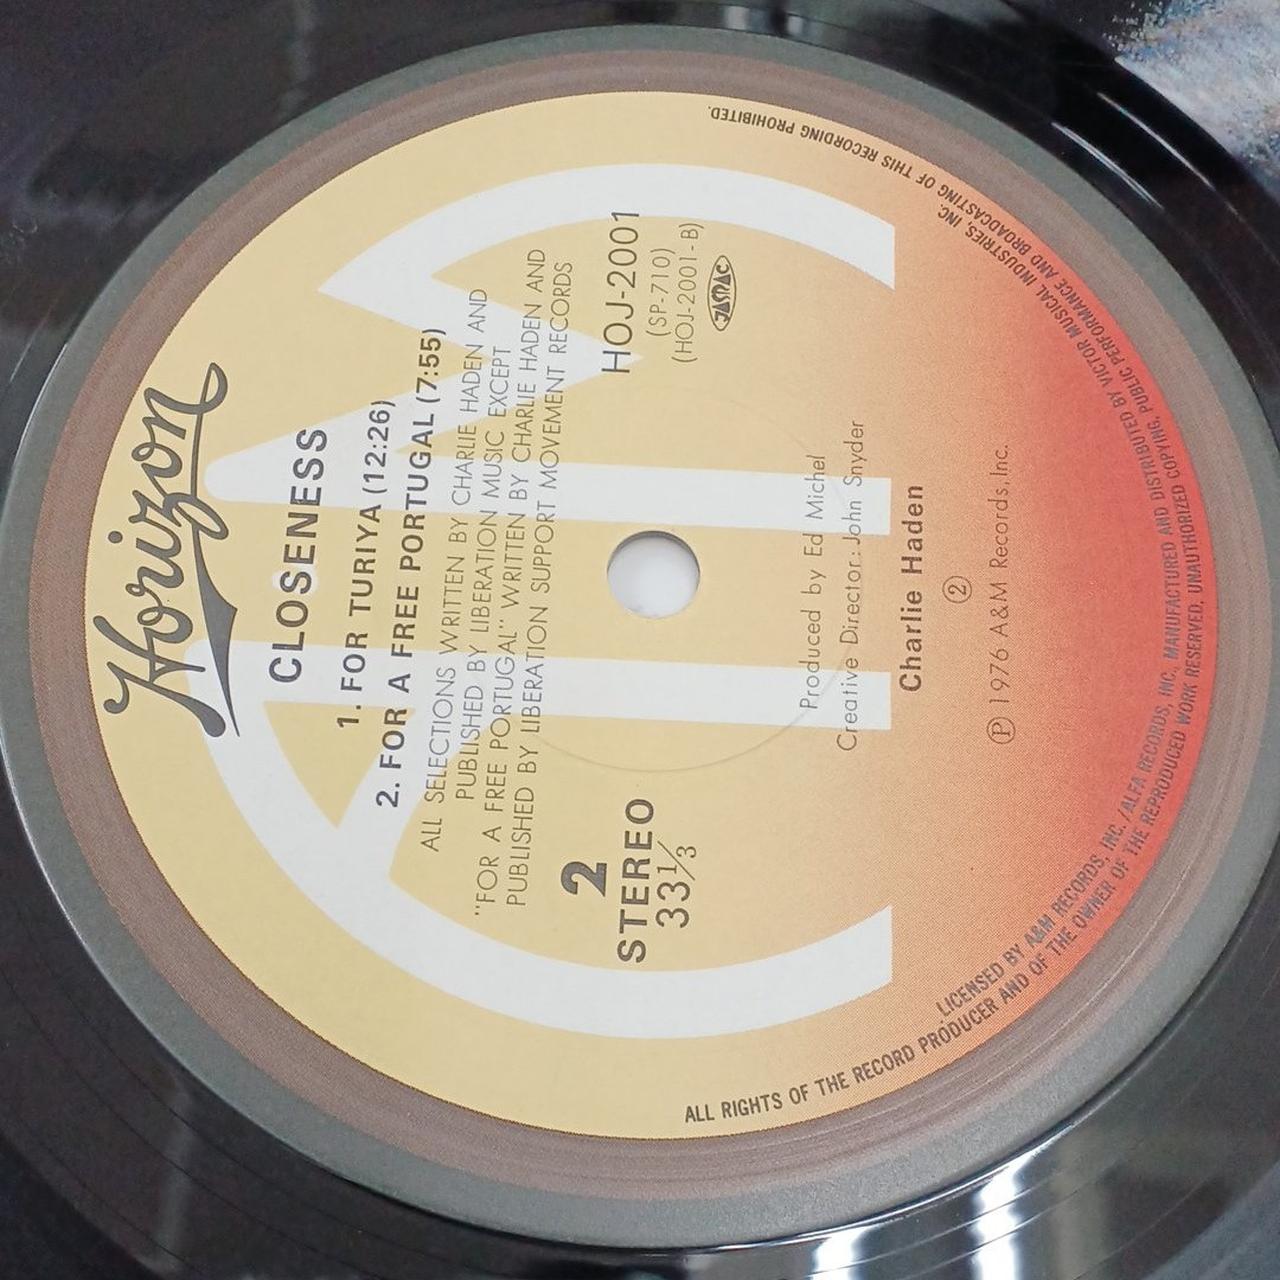 Horizon
CLOSENESS
1. FOR TURIYA (12:26)
2. FOR A FREE PORTUGAL (7:55)
ALL SELECTIONS WRITTEN BY CHARLIE HADEN AND
PUBLISHED BY LIBERATION MUSIC EXCEPT
"FOR A FREE PORTUGAL" WRITTEN BY CHARLIE HADEN AND
PUBLISHED BY LIBERATION SUPPORT MOVEMENT RECORDS
2
STEREO
33 1/3
HOJ-2001
(SP-710)
(HOJ-2001-B)
JASRAC
Produced by Ed Michel
Creative Director: John Snyder
Charlie Haden
②
Ⓟ 1976 A&M Records, Inc.
LICENSED BY A&M RECORDS, INC. /ALFA RECORDS, INC. MANUFACTURED AND DISTRIBUTED BY VICTOR MUSICAL INDUSTRIES, INC.
ALL RIGHTS OF THE RECORD PRODUCER AND OF THE OWNER OF THE REPRODUCED WORK RESERVED. UNAUTHORIZED COPYING, PUBLIC PERFORMANCE AND BROADCASTING OF THIS RECORDING PROHIBITED.